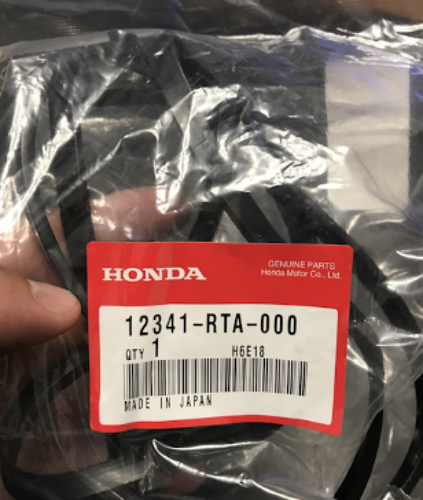 HONDA
GENUINE PARTS
Honda Motor Co., Ltd.
12341-RTA-000
QTY 1 H6E18
MADE IN JAPAN